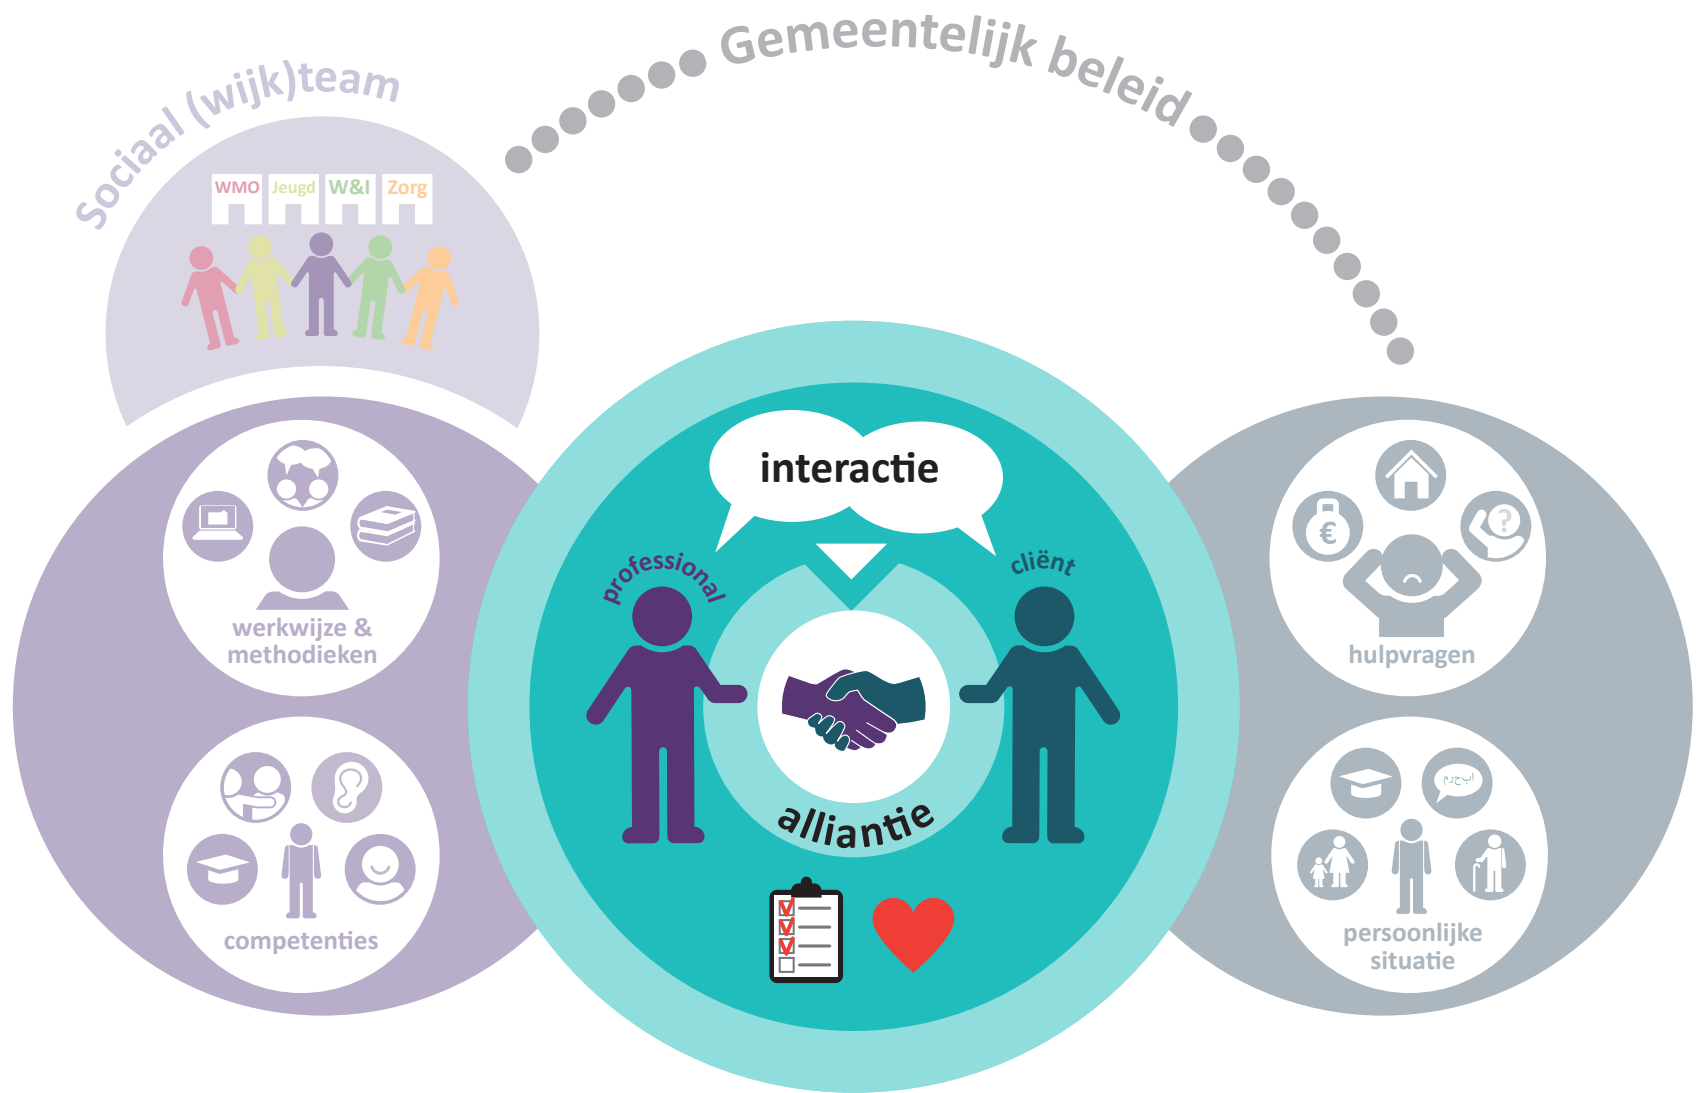 Gemeentelijk beleid
Sociaal (wijk)team
WMO Jeugd W&I Zorg
interactie
professional
cliënt
alliantie
werkwijze &
methodieken
competenties
€
?
hulpvragen
persoonlijke
situatie